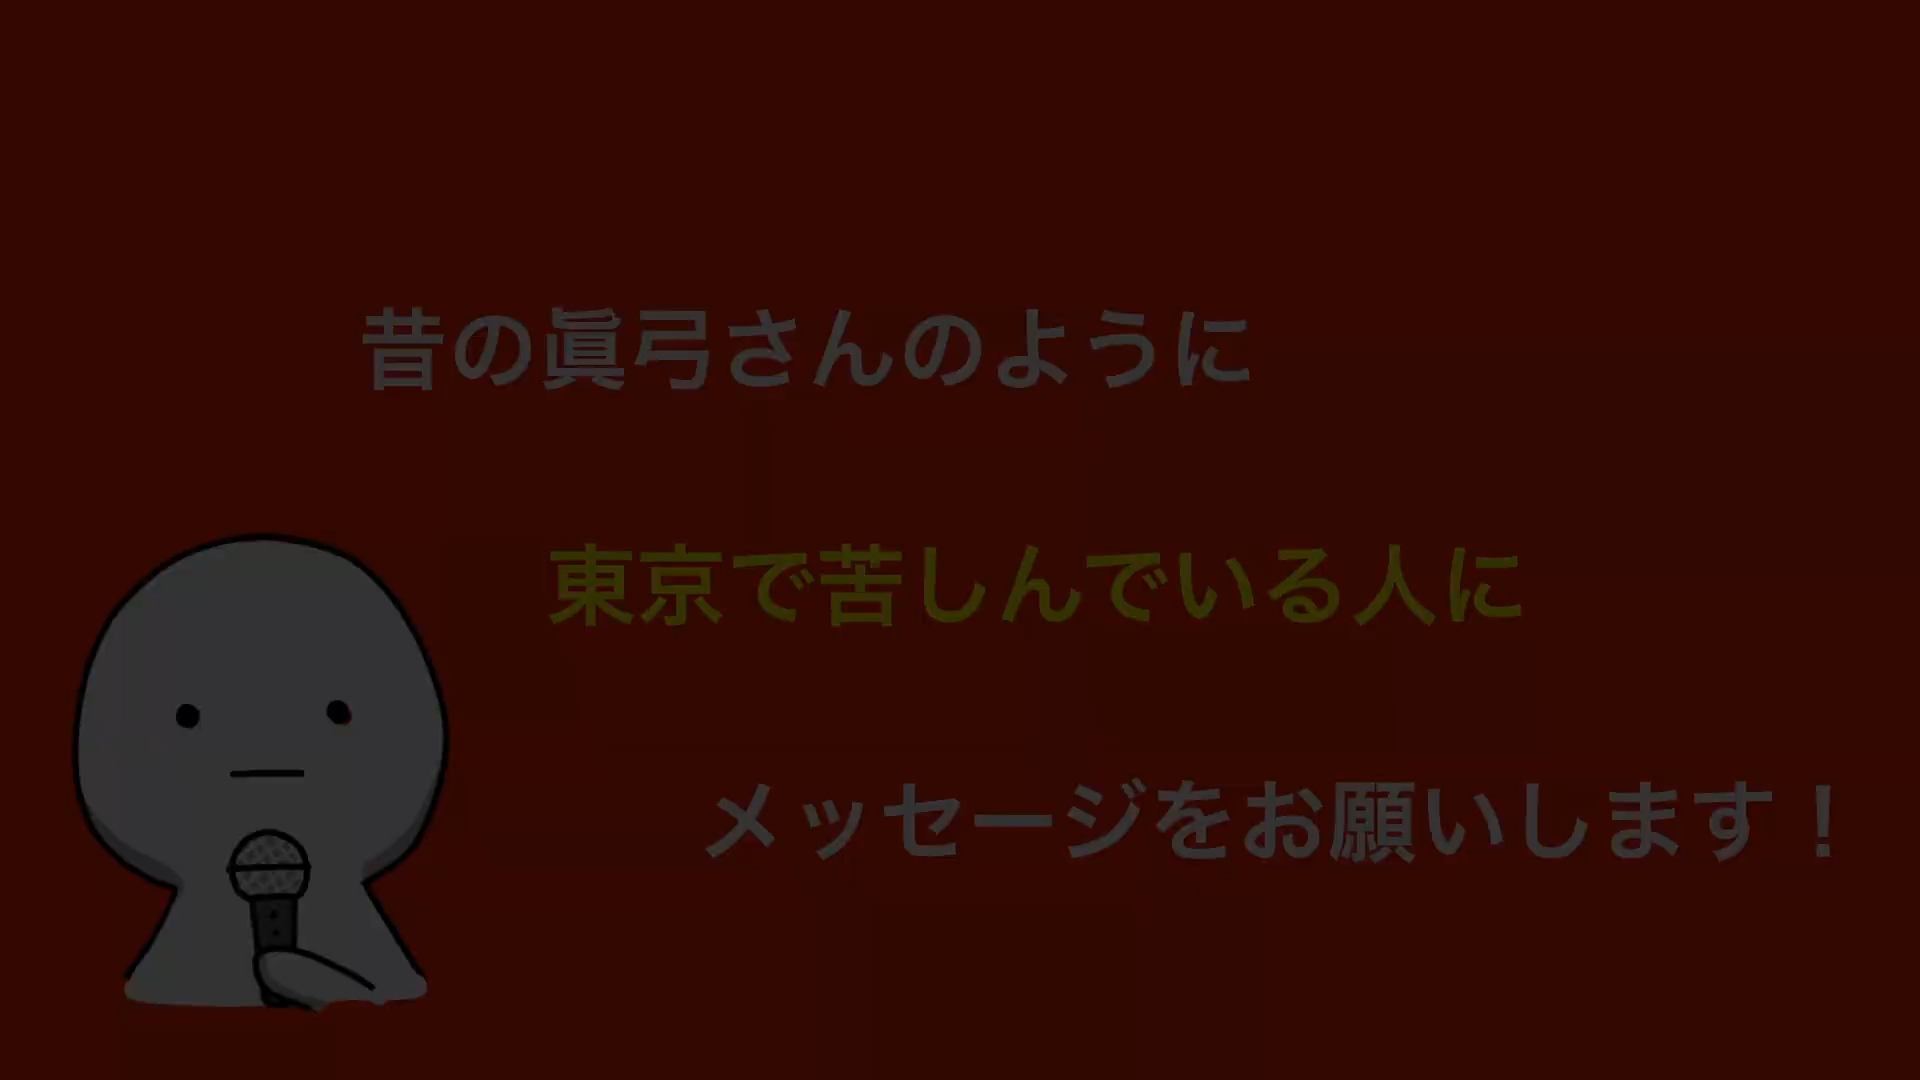 昔の眞弓さんのように
東京で苦しんでいる人に
メッセージをお願いします！